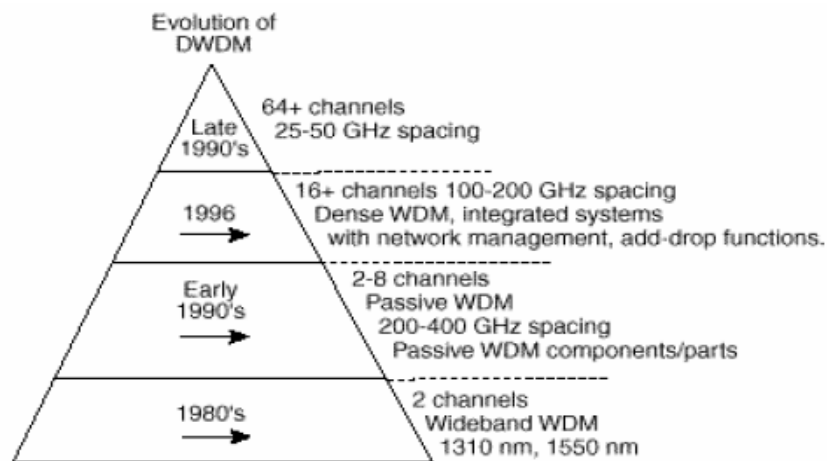 Evolution of
DWDM
Late
1990's
64+ channels
25-50 GHz spacing
1996
16+ channels 100-200 GHz spacing
Dense WDM, integrated systems
with network management, add-drop functions.
Early
1990's
2-8 channels
Passive WDM
200-400 GHz spacing
Passive WDM components/parts
1980's
2 channels
Wideband WDM
1310 nm, 1550 nm